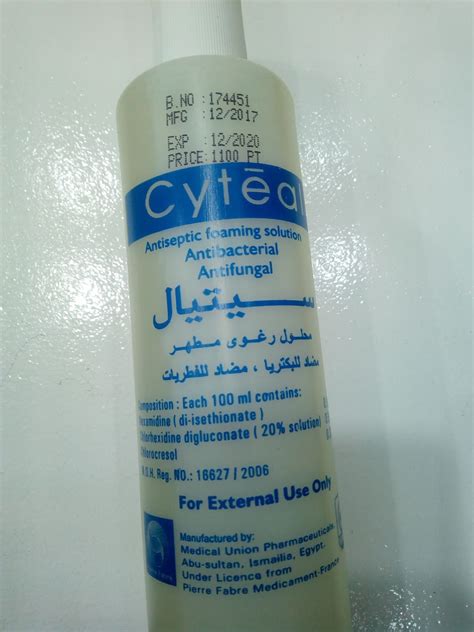 B.NO :174451
MFG :12/2017
EXP :12/2020
PRICE:1100 PT
Cytēal
Antiseptic foaming solution
Antibacterial
Antifungal
سيتيال
محلول رغوى مطهر
مضاد للبكتريا ، مضاد للفطريات
Composition : Each 100 ml contains:
Hexamidine ( di-isethionate )
Chlorhexidine digluconate ( 20% solution )
Chlorocresol
M.O.H. Reg. NO.: 16627 / 2006
For External Use Only
Manufactured by:
Medical Union Pharmaceuticals,
Abu-sultan, Ismailia, Egypt.
Under Licence from
Pierre Fabre Medicament-France